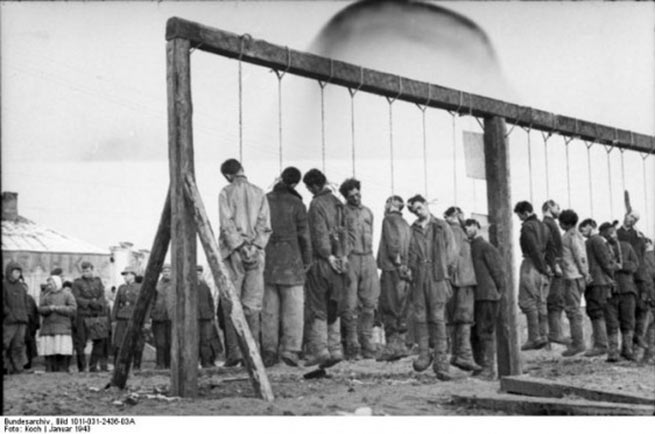 Bundesarchiv, Bild 101I-031-2436-03A
Foto: Koch | Januar 1943